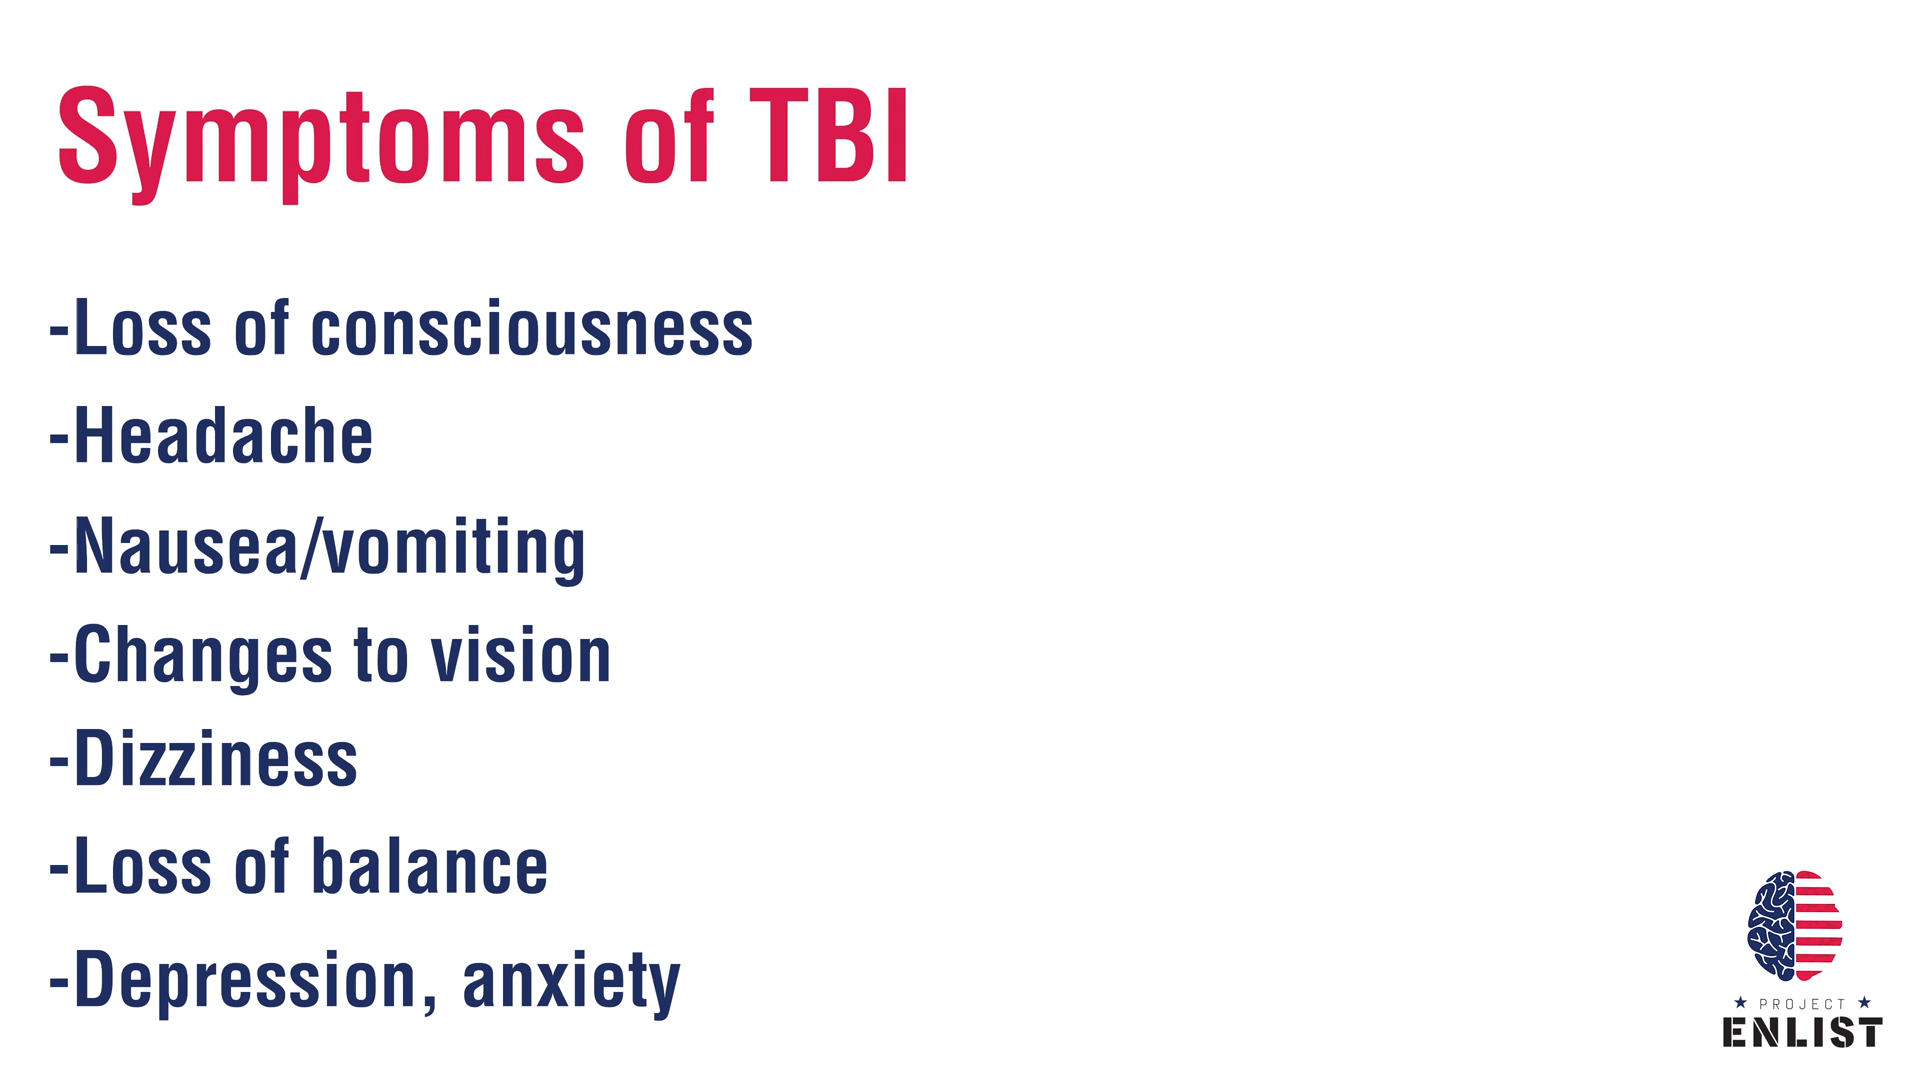 Symptoms of TBI
-Loss of consciousness
-Headache
-Nausea/vomiting
-Changes to vision
-Dizziness
-Loss of balance
-Depression, anxiety
PROJECT
ENLIST